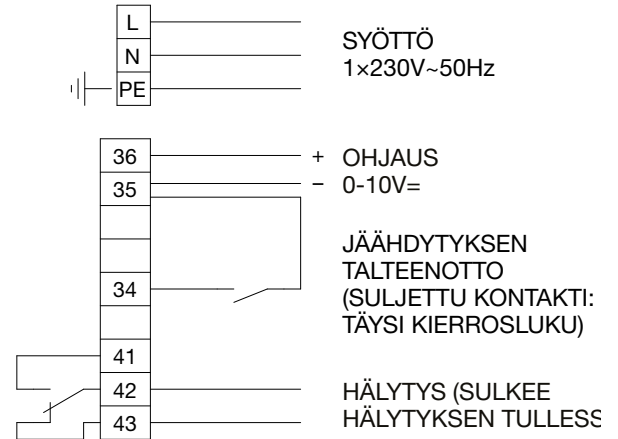 L
N
PE
SYÖTTÖ
1×230V~50Hz
36
35
34
41
42
43
+ OHJAUS
− 0-10V=
JÄÄHDYTYKSEN
TALTEENOTTO
(SULJETTU KONTAKTI:
TÄYSI KIERROSLUKU)
HÄLYTYS (SULKEE
HÄLYTYKSEN